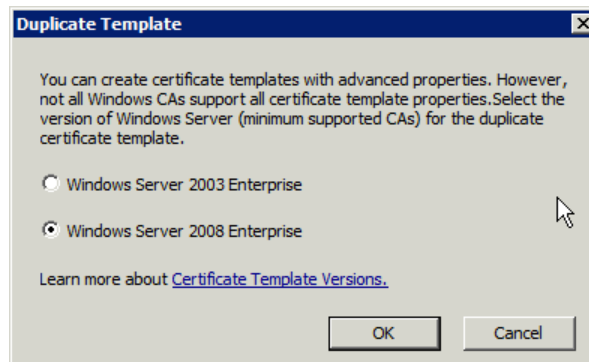 Duplicate Template
You can create certificate templates with advanced properties. However,
not all Windows CAs support all certificate template properties.Select the
version of Windows Server (minimum supported CAs) for the duplicate
certificate template.
Windows Server 2003 Enterprise
Windows Server 2008 Enterprise
Learn more about Certificate Template Versions.
OK Cancel